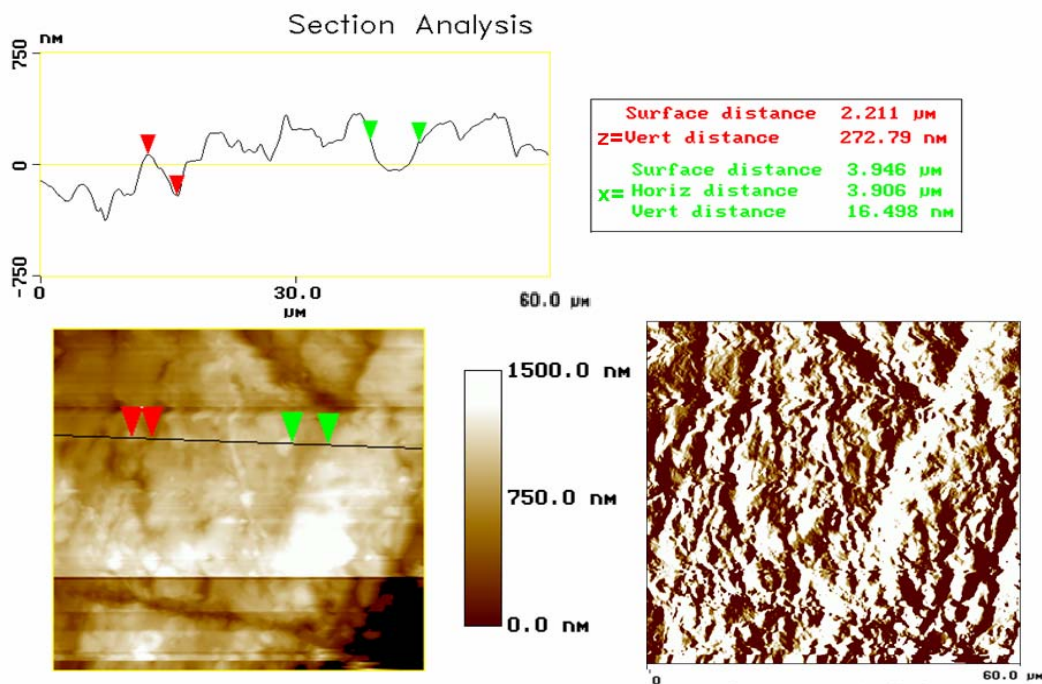 Section Analysis
nM
750
0
-750
0
30.0
60.0 µM
µM
Surface distance 2.211 µM
Z=Vert distance 272.79 nM
Surface distance 3.946 µM
X=Horiz distance 3.906 µM
Vert distance 16.498 nM
1500.0 nM
750.0 nM
0.0 nM
0
60.0 µM